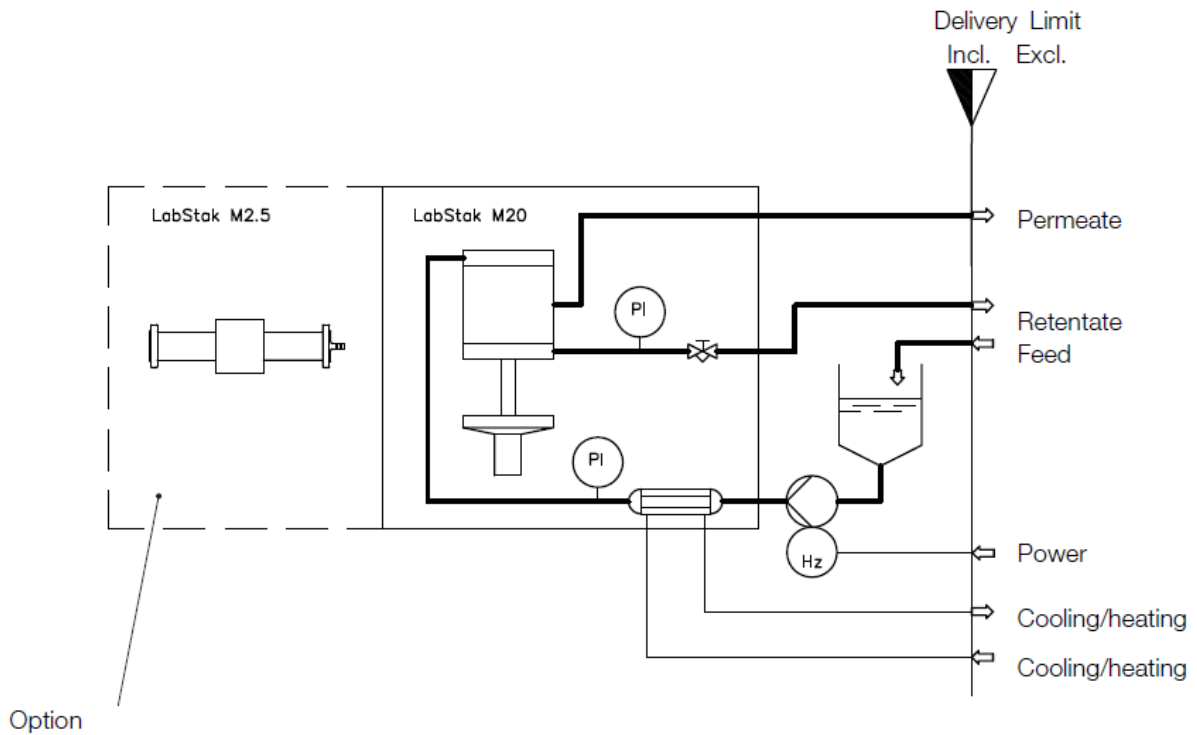 Delivery Limit
Incl. Excl.
LabStak M2.5
LabStak M20
Permeate
PI
Retentate
Feed
PI
Hz
Power
Cooling/heating
Cooling/heating
Option